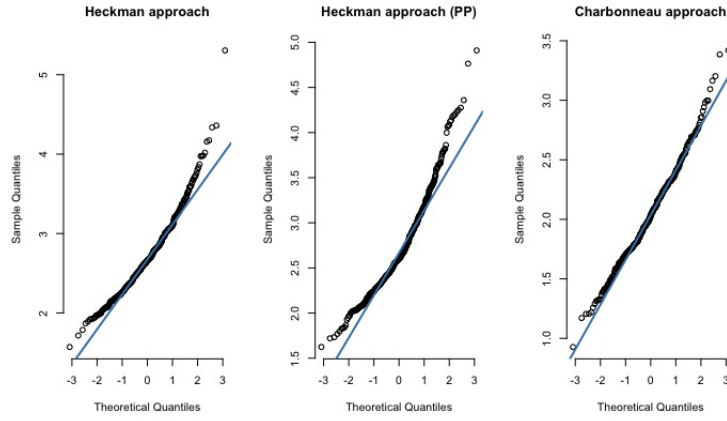 Heckman approach
Sample Quantiles
5
4
3
2
-3 -2 -1 0 1 2 3
Theoretical Quantiles
Heckman approach (PP)
Sample Quantiles
5.0
4.5
4.0
3.5
3.0
2.5
2.0
1.5
-3 -2 -1 0 1 2 3
Theoretical Quantiles
Charbonneau approach
Sample Quantiles
3.5
3.0
2.5
2.0
1.5
1.0
-3 -2 -1 0 1 2 3
Theoretical Quantiles